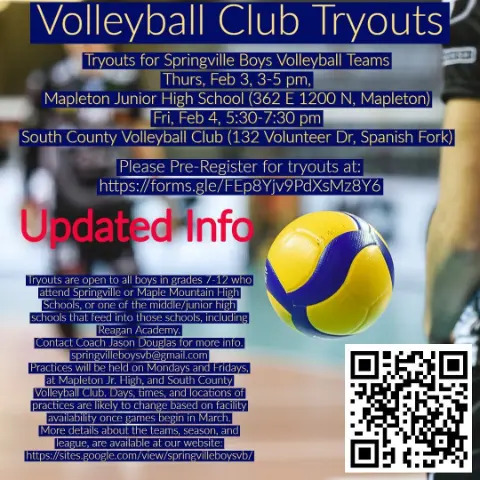 Volleyball Club Tryouts
Tryouts for Springville Boys Volleyball Teams
Thurs, Feb 3, 3-5 pm,
Mapleton Junior High School (362 E 1200 N, Mapleton)
Fri, Feb 4, 5:30-7:30 pm
South County Volleyball Club (132 Volunteer Dr, Spanish Fork)
Please Pre-Register for tryouts at:
https://forms.gle/FEp8Yjv9PdXsMz8Y6
Updated Info
Tryouts are open to all boys in grades 7-12 who
attend Springville or Maple Mountain High
Schools, or one of the middle/junior high
schools that feed into those schools, including
Reagan Academy.
Contact Coach Jason Douglas for more info.
springvilleboysvb@gmail.com
Practices will be held on Mondays and Fridays,
at Mapleton Jr. High, and South County
Volleyball Club. Days, times, and locations of
practices are likely to change based on facility
availability once games begin in March.
More details about the teams, season, and
league, are available at our website:
https://sites.google.com/view/springvilleboysvb/